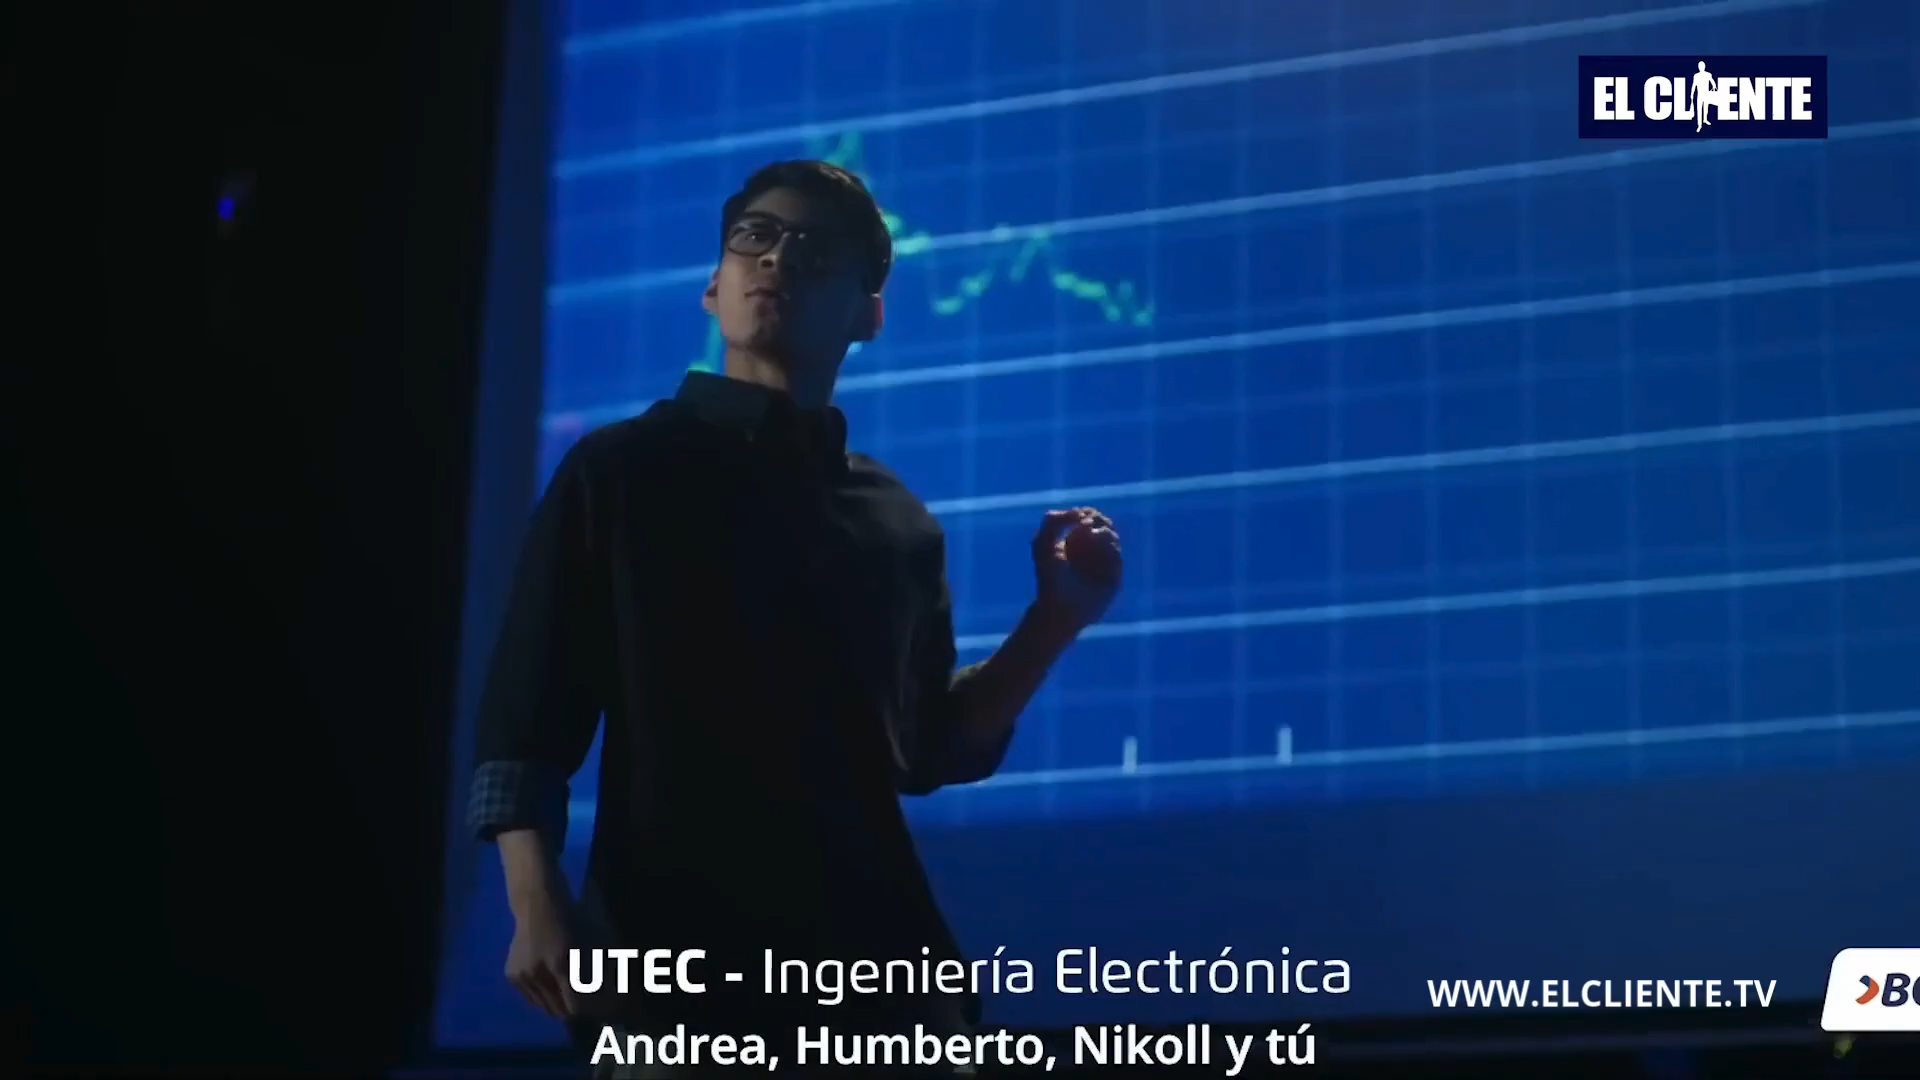 EL CLIENTE
UTEC - Ingeniería Electrónica
WWW.ELCLIENTE.TV
Andrea, Humberto, Nikoll y tú